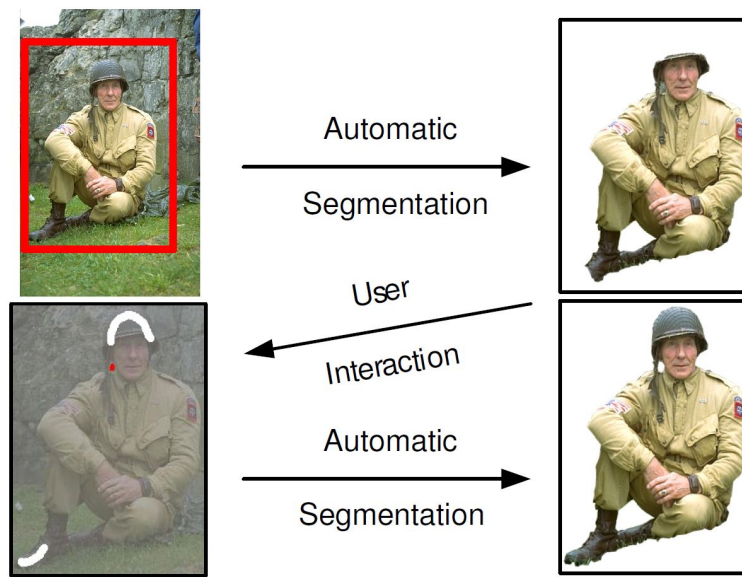 Automatic
Segmentation
User
Interaction
Automatic
Segmentation